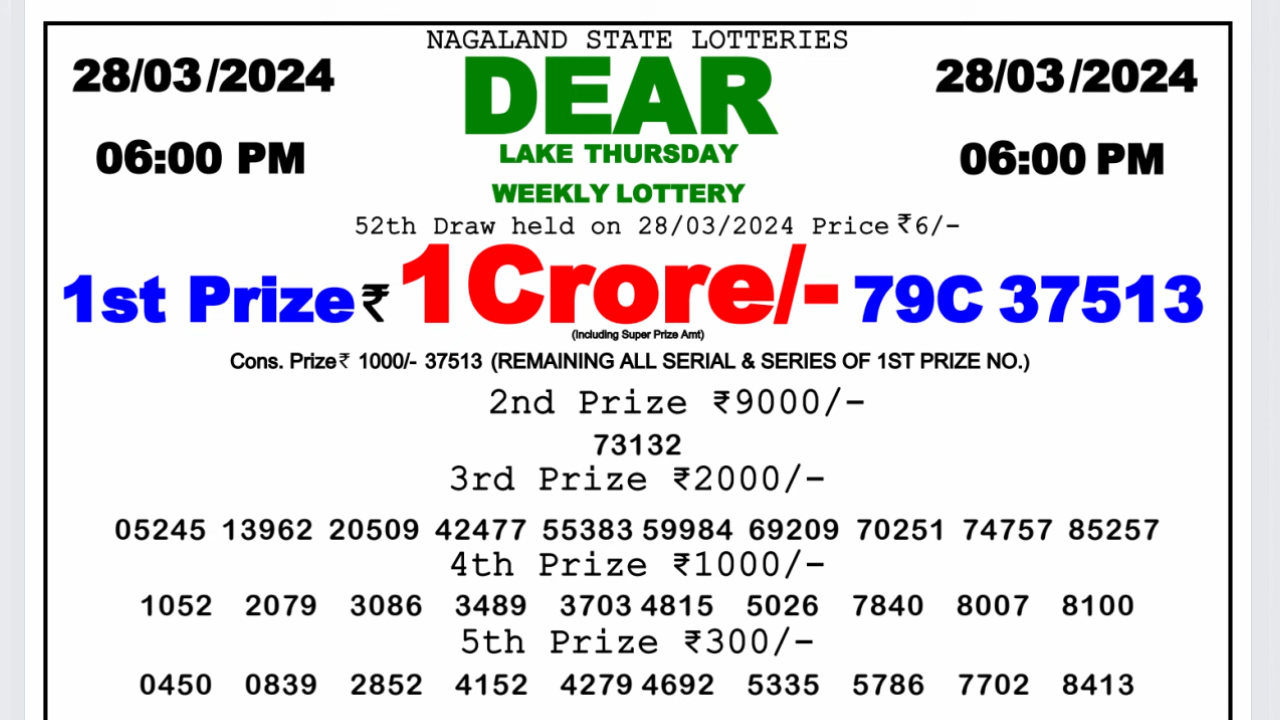 NAGALAND STATE LOTTERIES
28/03/2024 DEAR 28/03/2024
06:00 PM LAKE THURSDAY 06:00 PM
WEEKLY LOTTERY
52th Draw held on 28/03/2024 Price ₹6/-
1st Prize ₹ 1Crore/- 79C 37513
(Including Super Prize Amt)
Cons. Prize ₹ 1000/- 37513 (REMAINING ALL SERIAL & SERIES OF 1ST PRIZE NO.)
2nd Prize ₹9000/-
73132
3rd Prize ₹2000/-
05245 13962 20509 42477 55383 59984 69209 70251 74757 85257
4th Prize ₹1000/-
1052 2079 3086 3489 3703 4815 5026 7840 8007 8100
5th Prize ₹300/-
0450 0839 2852 4152 4279 4692 5335 5786 7702 8413